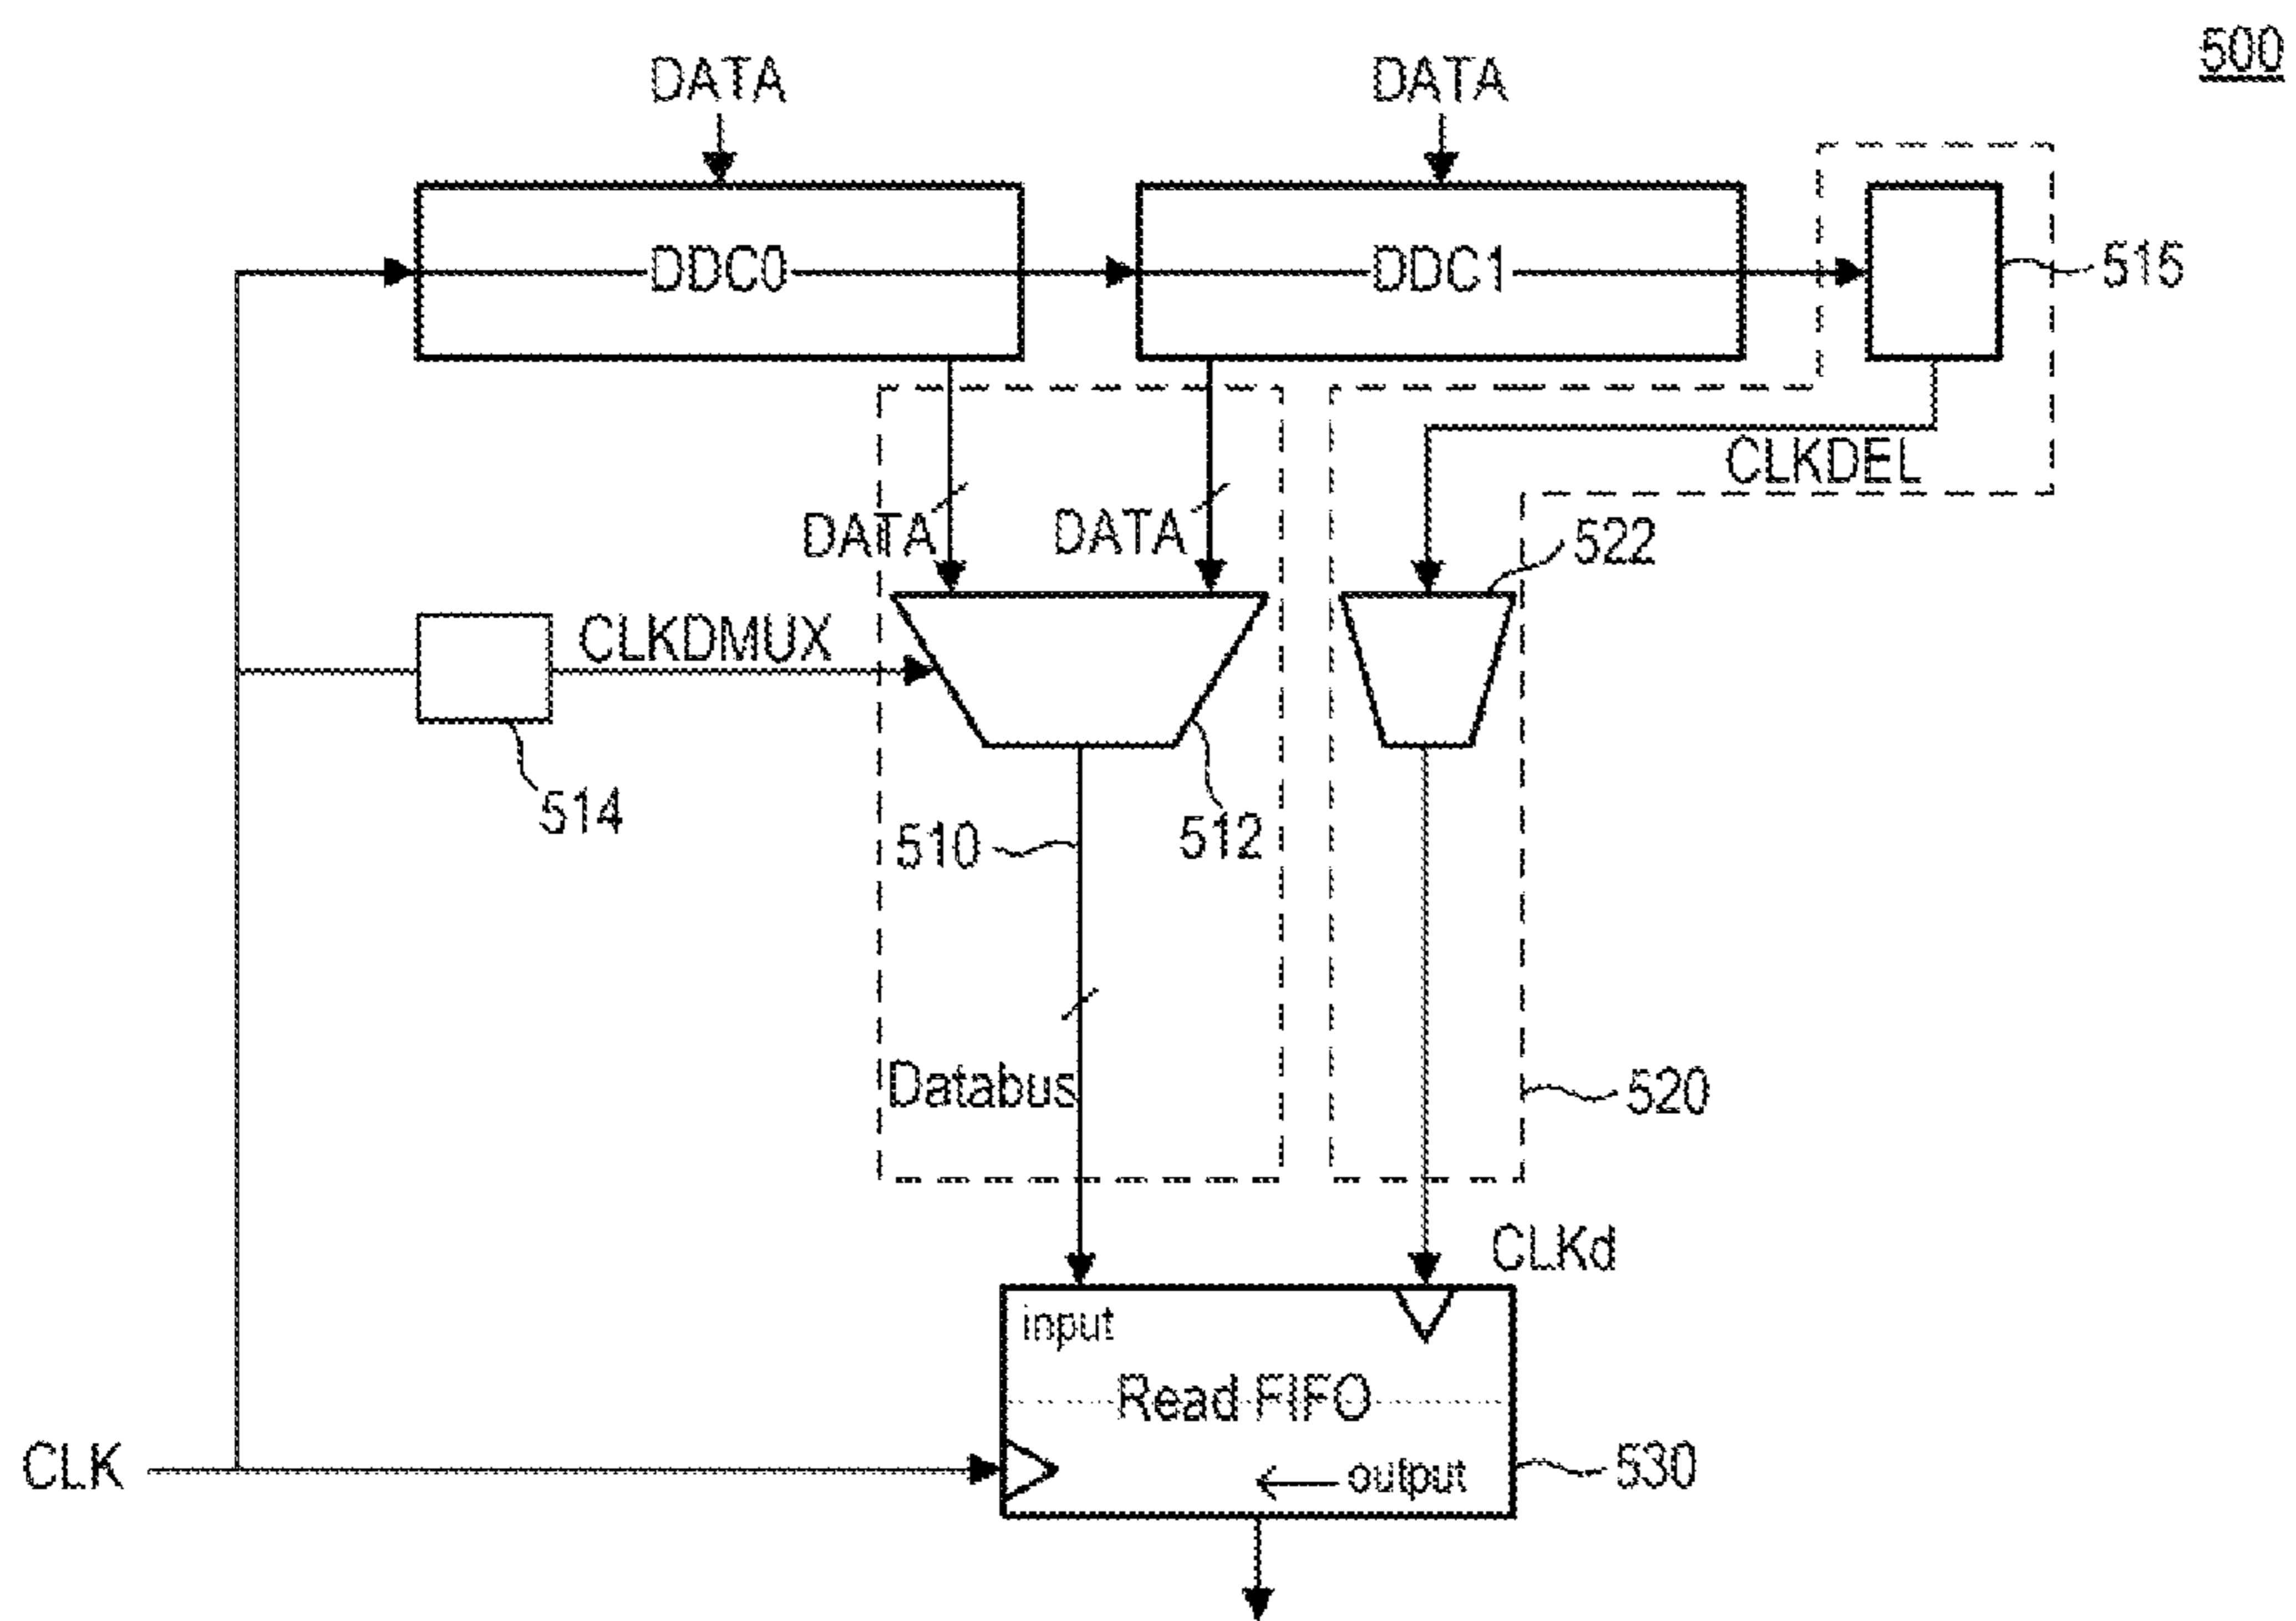 500
DATA
DATA
DDC0
DDC1
515
CLKDEL
DATA
DATA
522
CLKDMUX
514
510
512
Databus
520
CLKd
input
Read FIFO
CLK
output
530